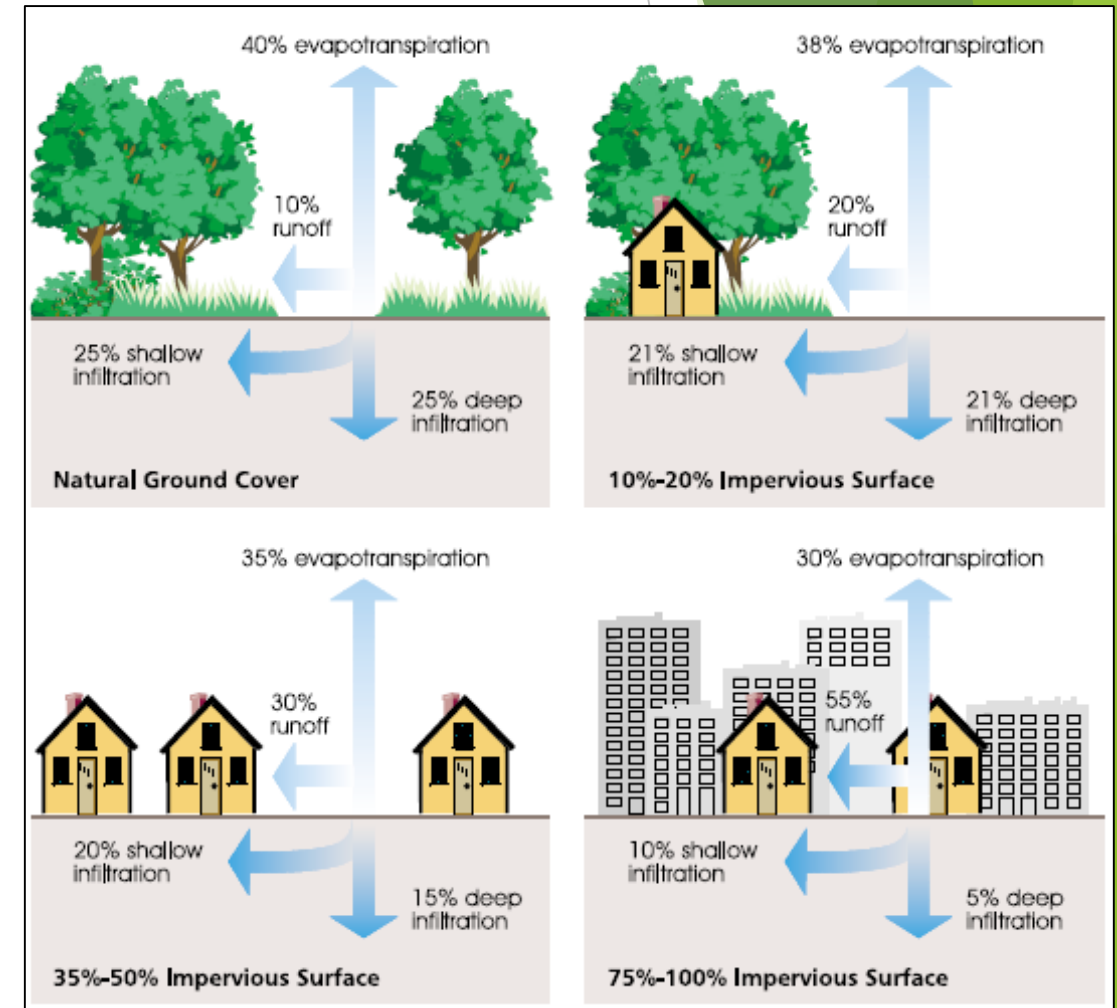 40% evapotranspiration
10%
runoff
25% shallow
infiltration
25% deep
infiltration
Natural Ground Cover
38% evapotranspiration
20%
runoff
21% shallow
infiltration
21% deep
infiltration
10%-20% Impervious Surface
35% evapotranspiration
30%
runoff
20% shallow
infiltration
15% deep
infiltration
35%-50% Impervious Surface
30% evapotranspiration
55%
runoff
10% shallow
infiltration
5% deep
infiltration
75%-100% Impervious Surface